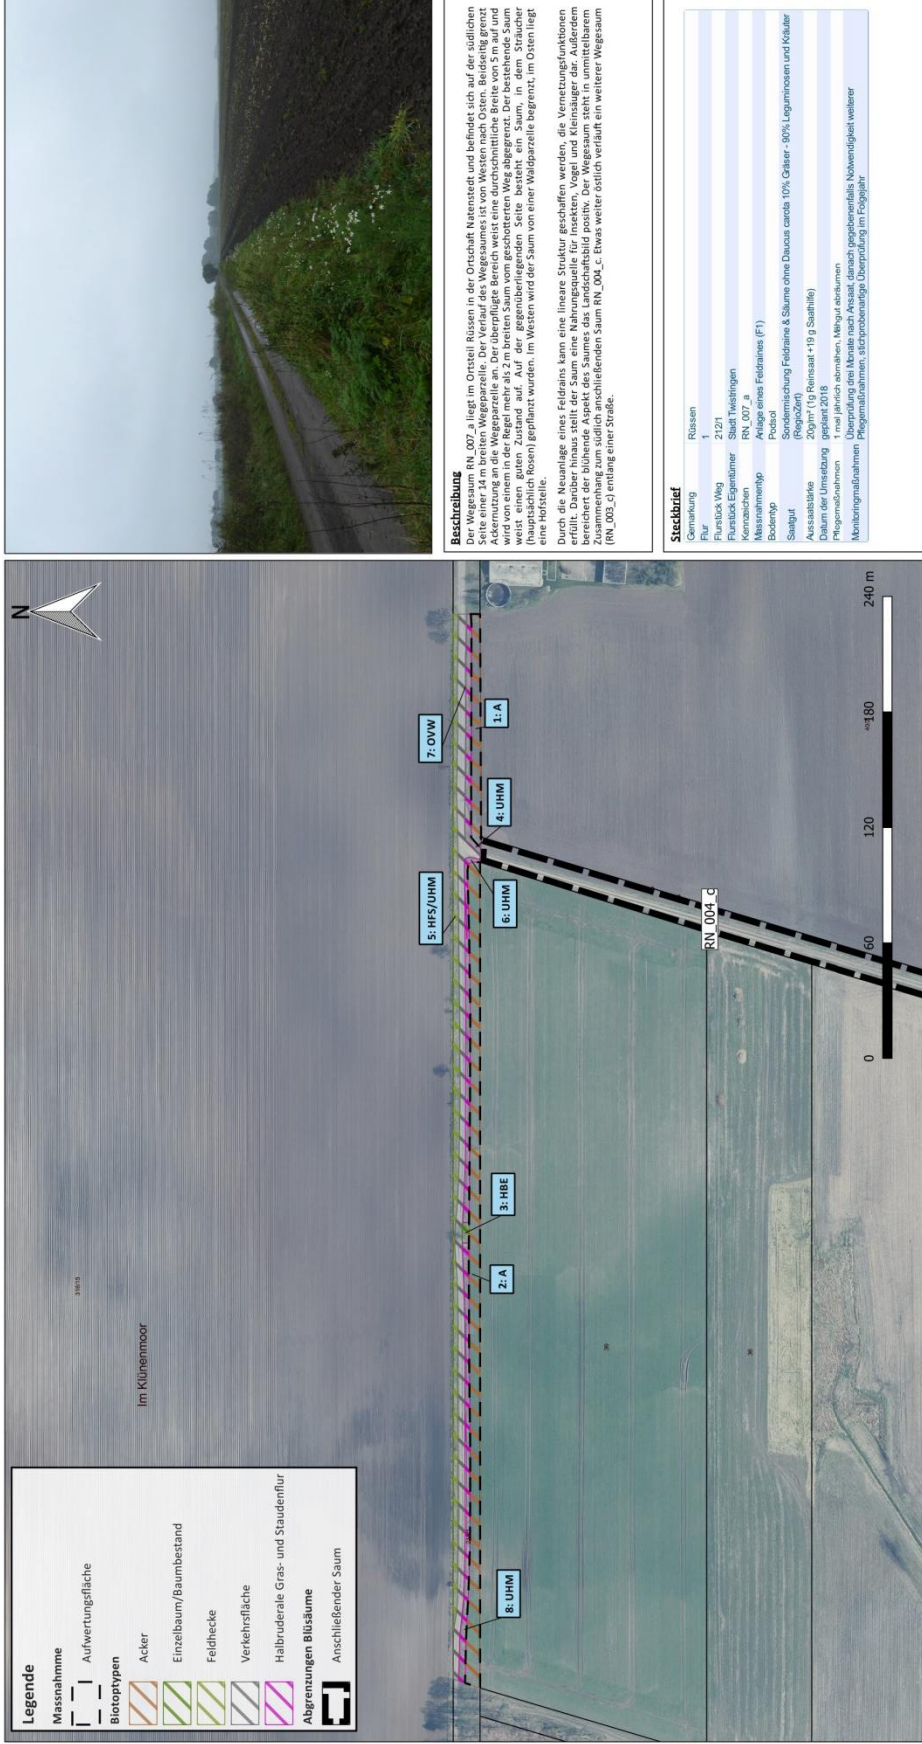 Legende
Massnahmme
Aufwertungsfläche
Biotoptypen
Acker
Einzelbaum/Baumbestand
Feldhecke
Verkehrsfläche
Halbruderale Gras- und Staudenflur
Abgrenzungen Blüsäume
Anschließender Saum
Im Klünenmoor
N
8: UHM
2: A
3: HBE
5: HFS/UHM
6: UHM
4: UHM
7: OVW
1: A
36
36
RN_004_c
0
60
120
180
240 m
Beschreibung
Der Wegesaum RN_007_a liegt im Ortsteil Rüssen in der Ortschaft Natenstedt und befindet sich auf der südlichen
Seite einer 14 m breiten Wegeparzelle. Der Verlauf des Wegesaumes ist von Westen nach Osten. Beidseitig grenzt
Ackernutzung an die Wegeparzelle an. Der überpflügte Bereich weist eine durchschnittliche Breite von 5 m auf und
wird von einem in der Regel mehr als 2 m breiten Saum vom geschotterten Weg abgegrenzt. Der bestehende Saum
weist einen guten Zustand auf. Auf der gegenüberliegenden Seite besteht ein Saum, in dem Sträucher
(hauptsächlich Rosen) gepflanzt wurden. Im Westen wird der Saum von einer Waldparzelle begrenzt, im Osten liegt
eine Hofstelle.
Durch die Neuanlage eines Feldrains kann eine lineare Struktur geschaffen werden, die Vernetzungsfunktionen
erfüllt. Darüber hinaus stellt der Saum eine Nahrungsquelle für Insekten, Vögel und Kleinsäuger dar. Außerdem
bereichert der blühende Aspekt des Saumes das Landschaftsbild positiv. Der Wegesaum steht in unmittelbarem
Zusammenhang zum südlich anschließenden Saum RN_004_c. Etwas weiter östlich verläuft ein weiterer Wegesaum
(RN_003_c) entlang einer Straße.
Steckbrief
Gemarkung Rüssen
Flur 1
Flurstück Weg 212/1
Flurstück Eigentümer Stadt Twistringen
Kennzeichen RN_007_a
Massnahmentyp Anlage eines Feldraines (F1)
Bodentyp Podsol
Saatgut Sondermischung Feldraine & Säume ohne Daucus carota 10% Gräser - 90% Leguminosen und Kräuter
(RegioZert)
Aussaatstärke 20g/m² (1g Reinsaat +19 g Saathilfe)
Datum der Umsetzung geplant 2018
Pflegemaßnahmen 1 mal jährlich abmähen, Mähgut abräumen
Monitoringmaßnahmen Überprüfung drei Monate nach Ansaat, danach gegebenenfalls Notwendigkeit weiterer
Pflegemaßnahmen, stichprobenartige Überprüfung im Folgejahr